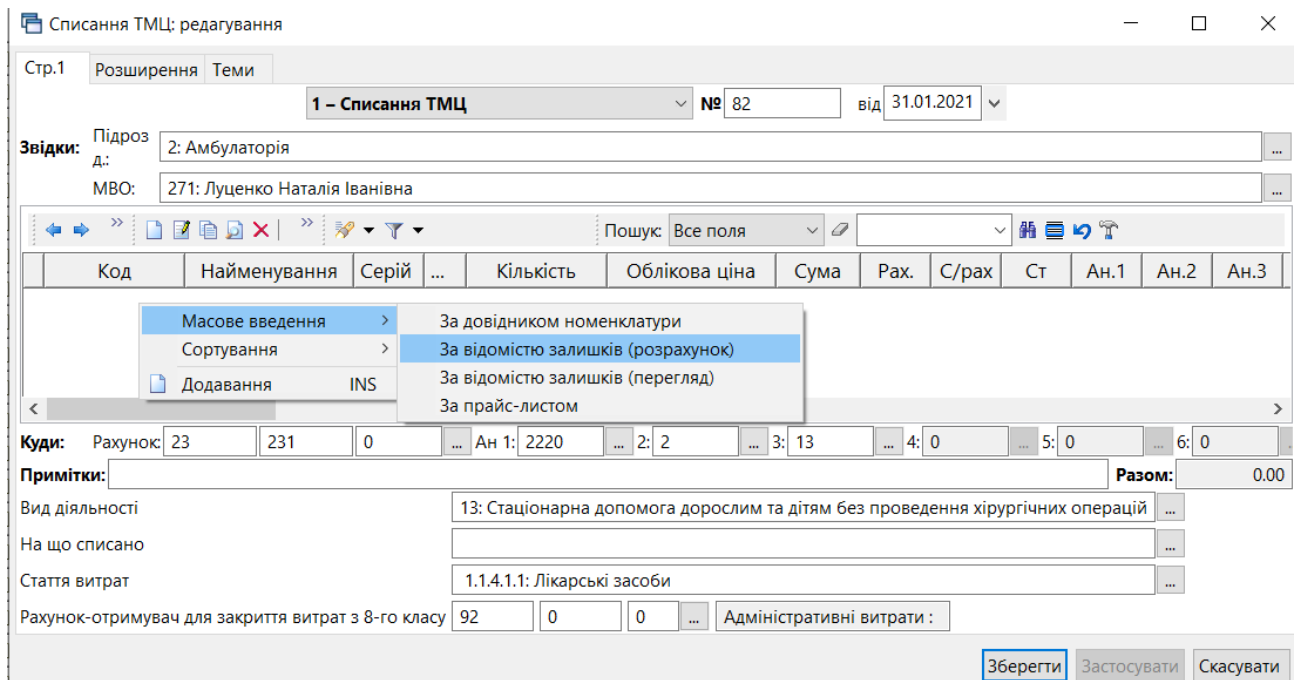 Списання ТМЦ: редагування
Стр.1 Розширення Теми
1 – Списання ТМЦ № 82 від 31.01.2021
Звідки: Підрозд.: 2: Амбулаторія ...
МВО: 271: Луценко Наталія Іванівна ...
Пошук: Все поля
Код Найменування Серій ... Кількість Облікова ціна Сума Рах. С/рах Ст Ан.1 Ан.2 Ан.3
Масове введення За довідником номенклатури
Сортування За відомістю залишків (розрахунок)
Додавання INS За відомістю залишків (перегляд)
За прайс-листом
Куди: Рахунок: 23 231 0 ... Ан 1: 2220 ... 2: 2 ... 3: 13 ... 4: 0 ... 5: 0 ... 6: 0
Примітки: Разом: 0.00
Вид діяльності 13: Стаціонарна допомога дорослим та дітям без проведення хірургічних операцій ...
На що списано ...
Стаття витрат 1.1.4.1.1: Лікарські засоби ...
Рахунок-отримувач для закриття витрат з 8-го класу 92 0 0 ... Адміністративні витрати :
Зберегти Застосувати Скасувати